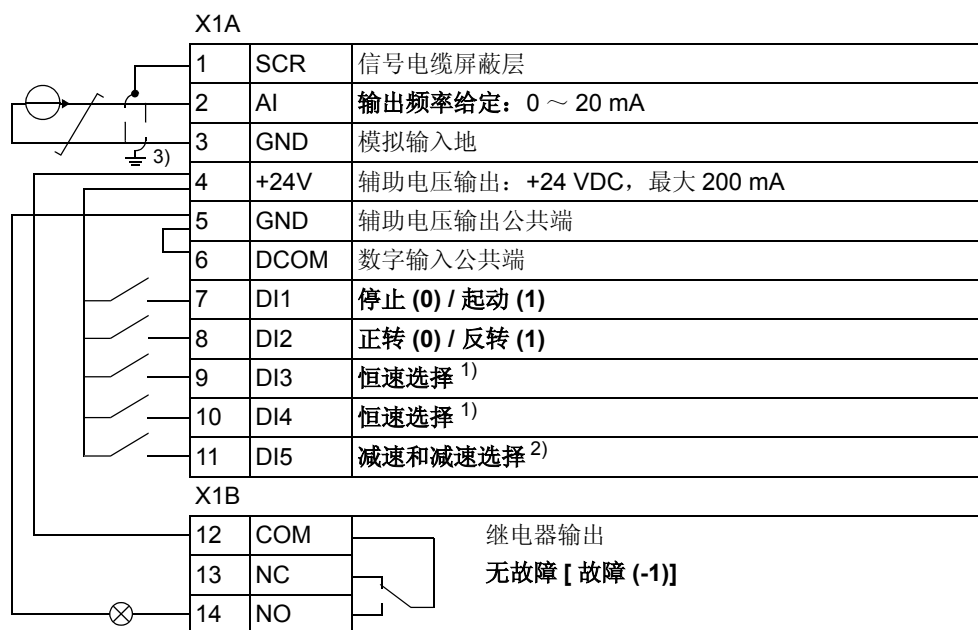 X1A
1 SCR 信号电缆屏蔽层
2 AI 输出频率给定：0 ～ 20 mA
3 GND 模拟输入地
3)
4 +24V 辅助电压输出：+24 VDC，最大 200 mA
5 GND 辅助电压输出公共端
6 DCOM 数字输入公共端
7 DI1 停止 (0) / 起动 (1)
8 DI2 正转 (0) / 反转 (1)
9 DI3 恒速选择 1)
10 DI4 恒速选择 1)
11 DI5 减速和减速选择 2)
X1B
12 COM 继电器输出
13 NC 无故障 [ 故障 (-1)]
14 NO